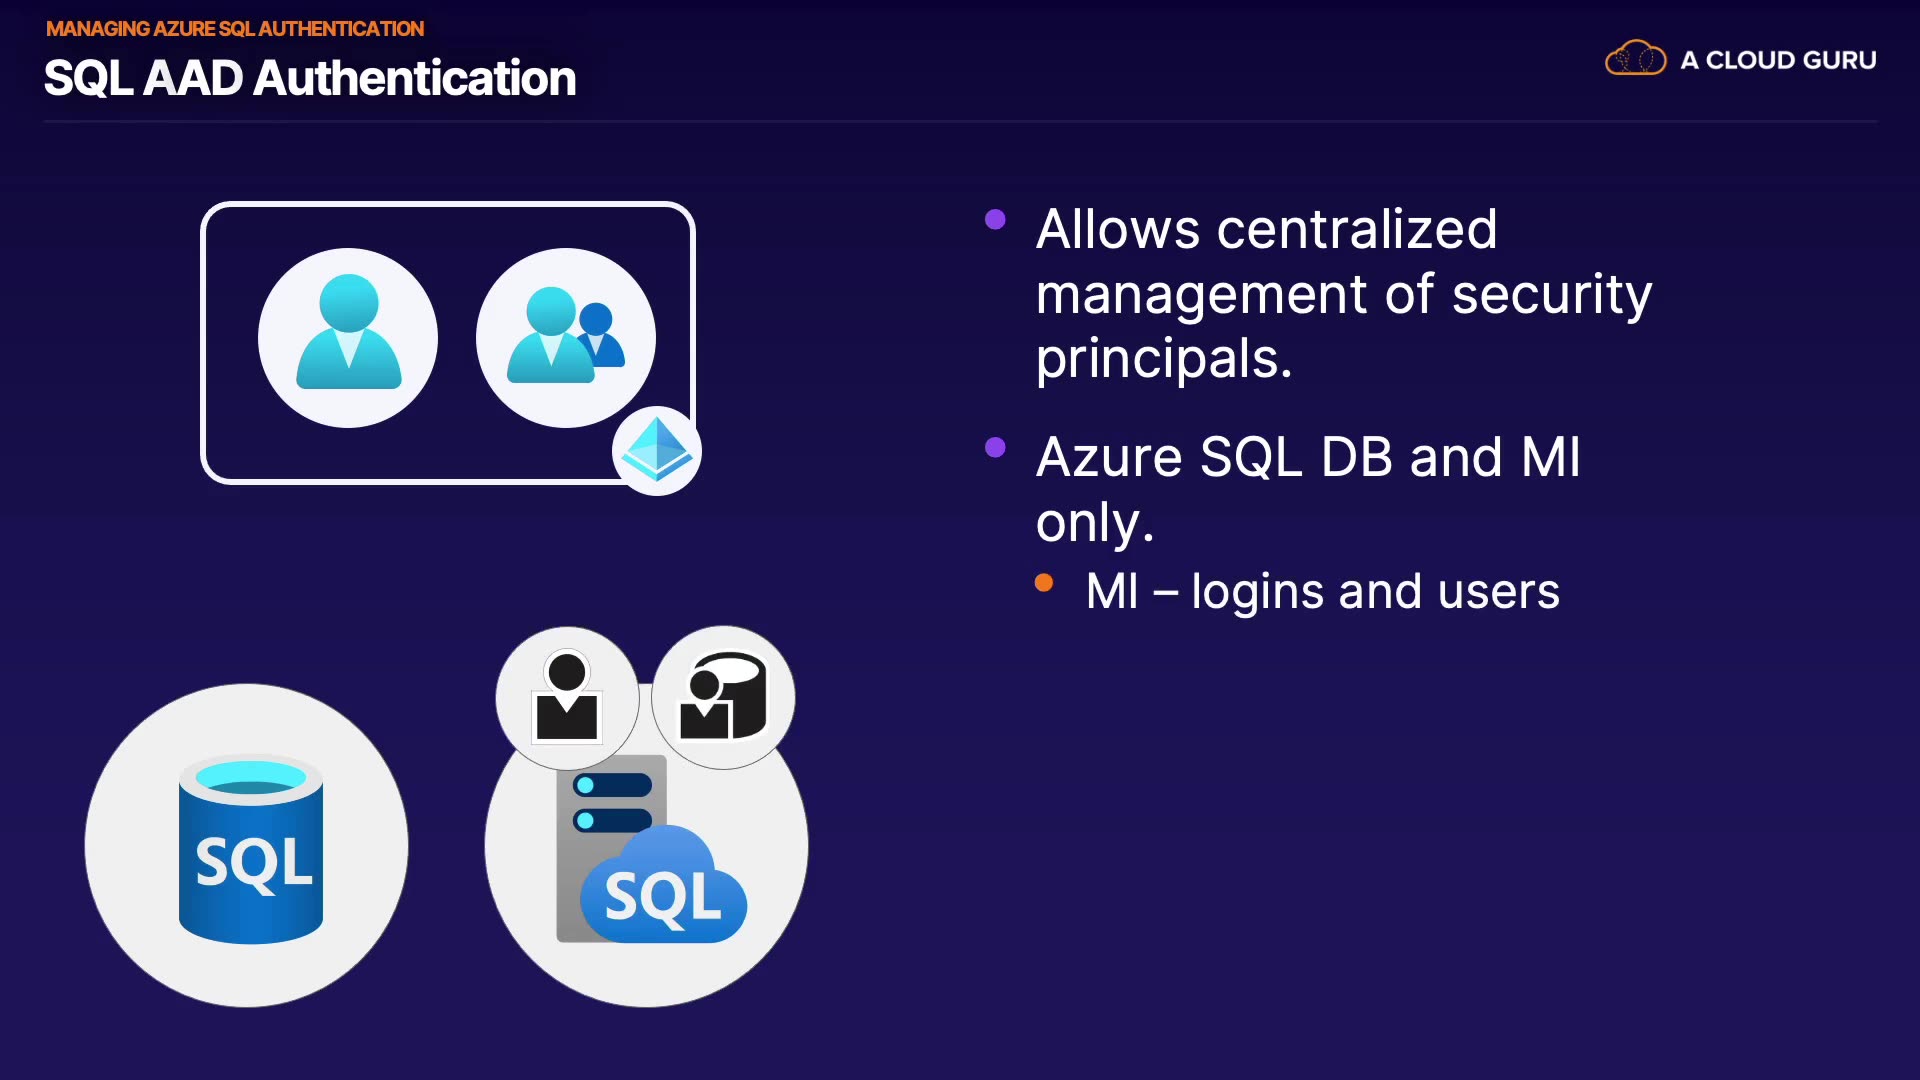 MANAGING AZURE SQL AUTHENTICATION
SQL AAD Authentication
A CLOUD GURU
Allows centralized
management of security
principals.
Azure SQL DB and MI
only.
MI – logins and users
SQL
SQL